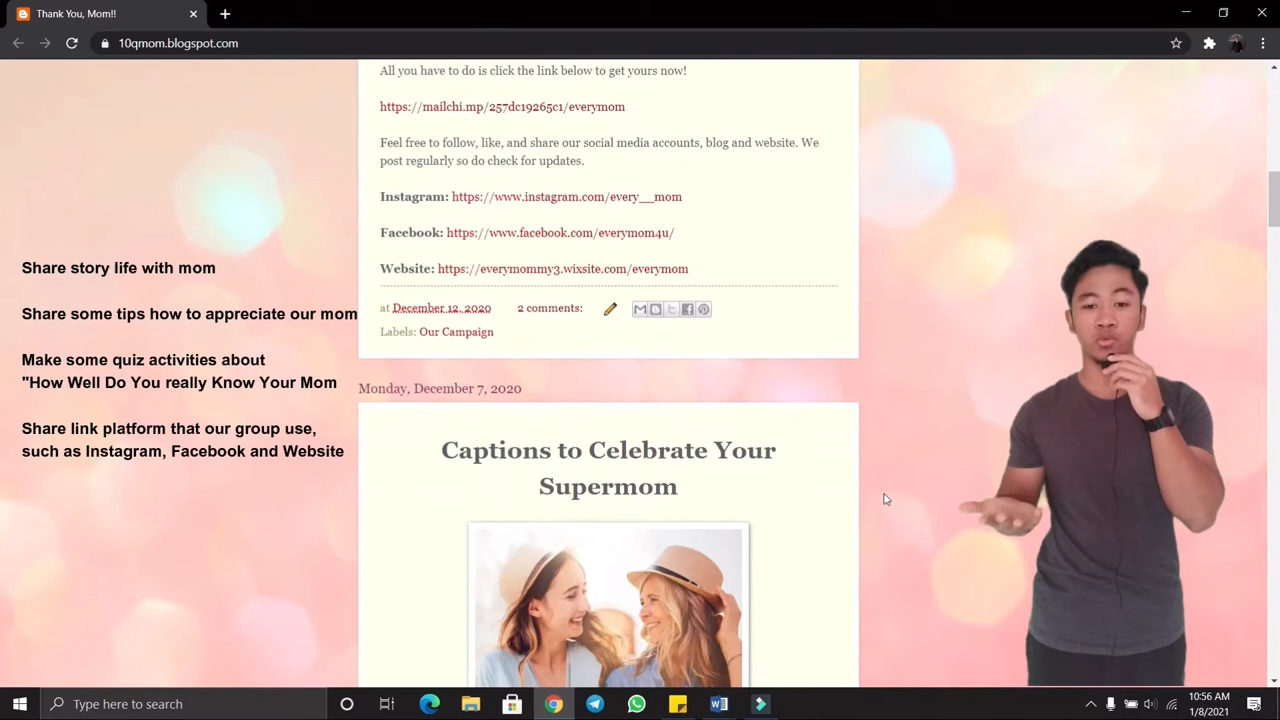 Thank You, Mom!!
10qmom.blogspot.com
All you have to do is click the link below to get yours now!
https://mailchi.mp/257dc19265c1/everymom
Feel free to follow, like, and share our social media accounts, blog and website. We
post regularly so do check for updates.
Instagram: https://www.instagram.com/every__mom
Facebook: https://www.facebook.com/everymom4u/
Website: https://everymommy3.wixsite.com/everymom
at December 12, 2020 2 comments:
Labels: Our Campaign
Monday, December 7, 2020
Captions to Celebrate Your
Supermom
Share story life with mom
Share some tips how to appreciate our mom
Make some quiz activities about
"How Well Do You really Know Your Mom
Share link platform that our group use,
such as Instagram, Facebook and Website
Type here to search
10:56 AM
1/8/2021